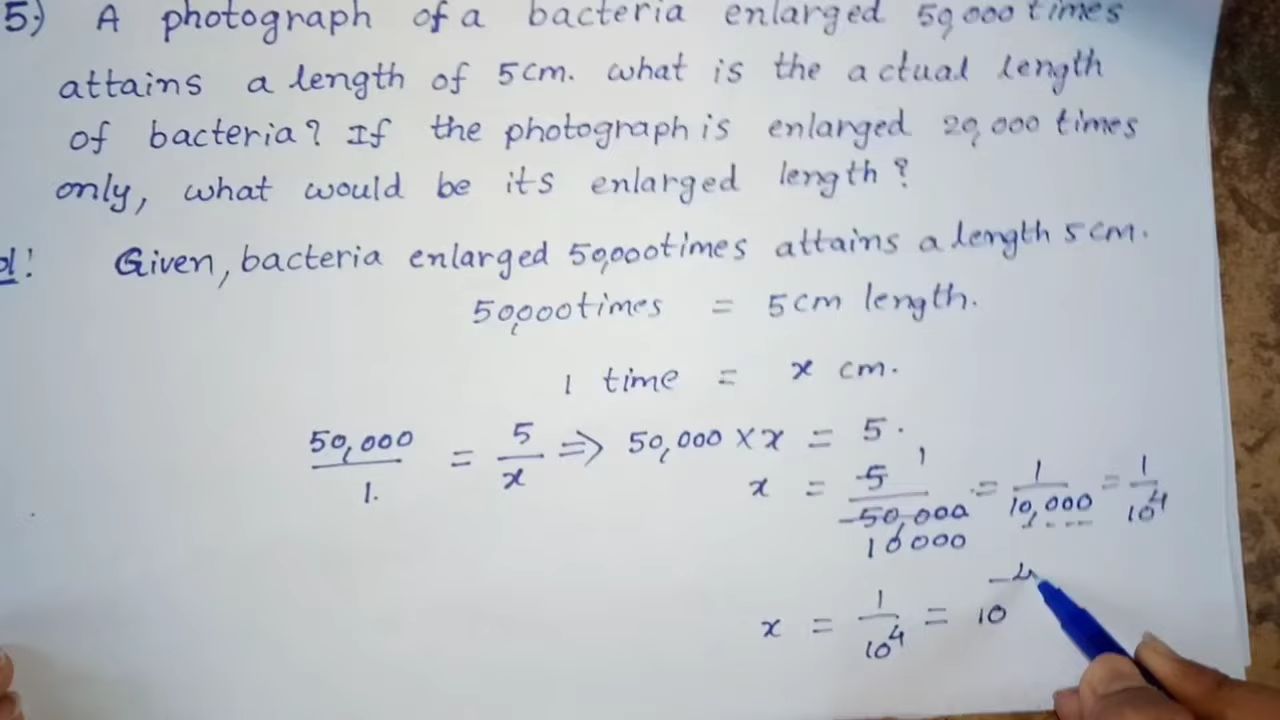 5) A photograph of a bacteria enlarged 50,000 times
attains a length of 5cm. what is the actual length
of bacteria? If the photograph is enlarged 20,000 times
only, what would be its enlarged length?
Given, bacteria enlarged 50,000 times attains a length 5cm.
50,000 times = 5cm length.
1 time = x cm.
50,000/1. = 5/x => 50,000 × x = 5.
x = 5/50,000 1 10000 = 1/10,000 = 1/10⁴
x = 1/10⁴ = 10⁻⁴